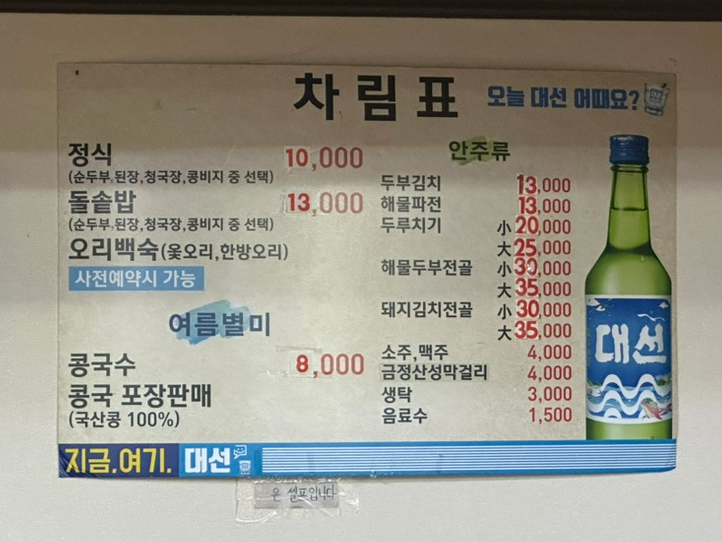 차림표
오늘 대선 어때요?
정식 10,000
(순두부,된장,청국장,콩비지 중 선택)
돌솥밥 13,000
(순두부,된장,청국장,콩비지 중 선택)
오리백숙(옻오리,한방오리)
사전예약시 가능
여름별미
콩국수 8,000
콩국 포장판매
(국산콩 100%)
안주류
두부김치 13,000
해물파전 13,000
두루치기 小 20,000
大 25,000
해물두부전골 小 30,000
大 35,000
돼지김치전골 小 30,000
大 35,000
소주,맥주 4,000
금정산성막걸리 4,000
생탁 3,000
음료수 1,500
대선
지금,여기, 대선
은 셀프입니다